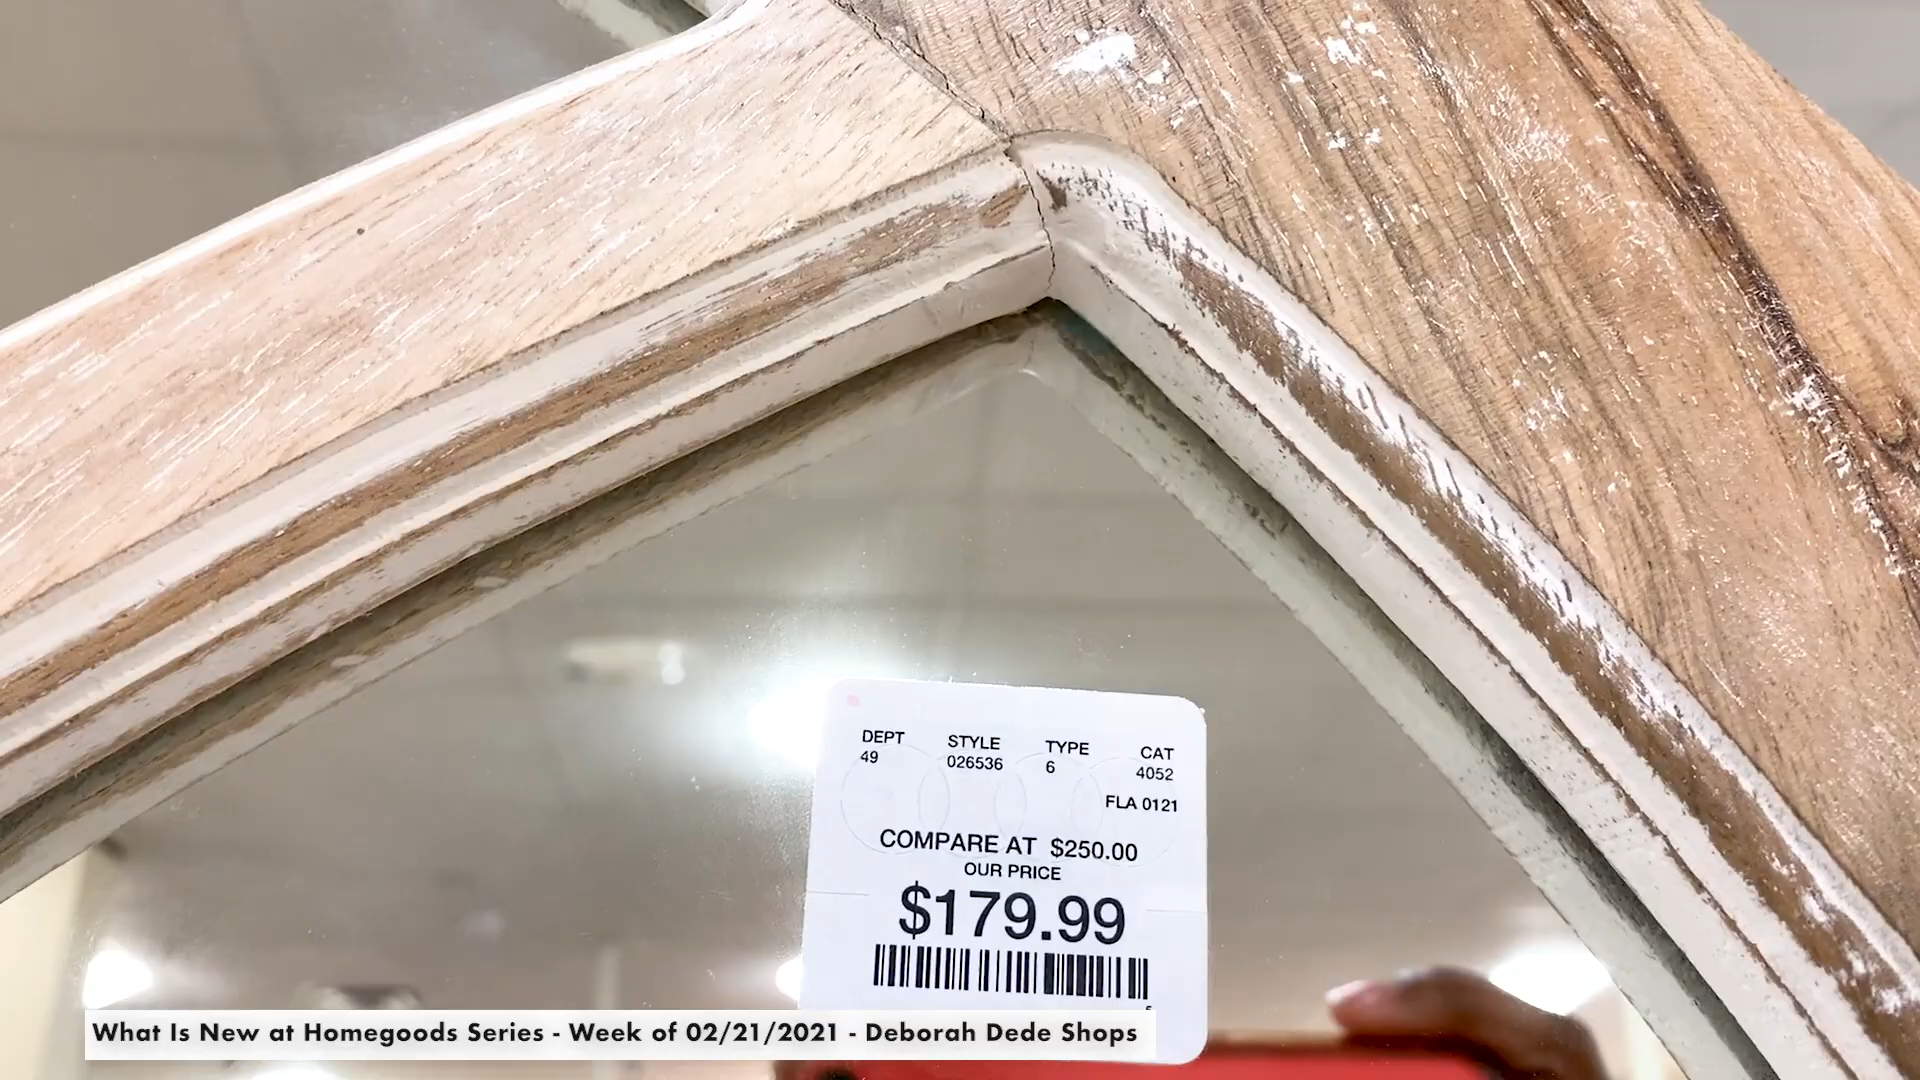 DEPT STYLE TYPE CAT
49 026536 6 4052
FLA 0121
COMPARE AT $250.00
OUR PRICE
$179.99
5
What Is New at Homegoods Series - Week of 02/21/2021 - Deborah Dede Shops